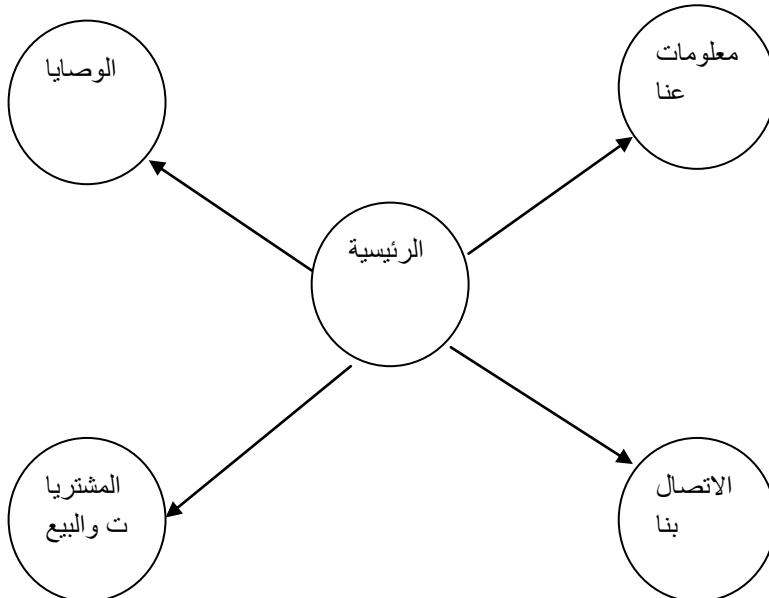 معلومات
عنا
الوصايا
الرئيسية
الاتصال
بنا
المشتريا
ت والبيع